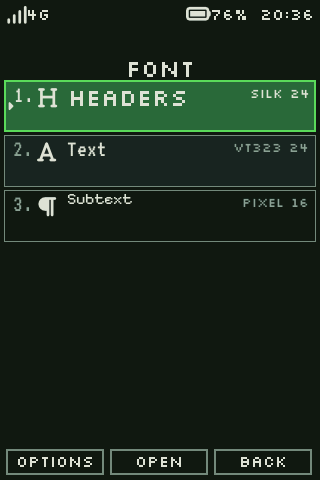 4G 76% 20:36
FONT
1. H HEADERS SILK 24
2. A Text VT323 24
3. ¶ Subtext PIXEL 16
OPTIONS OPEN BACK